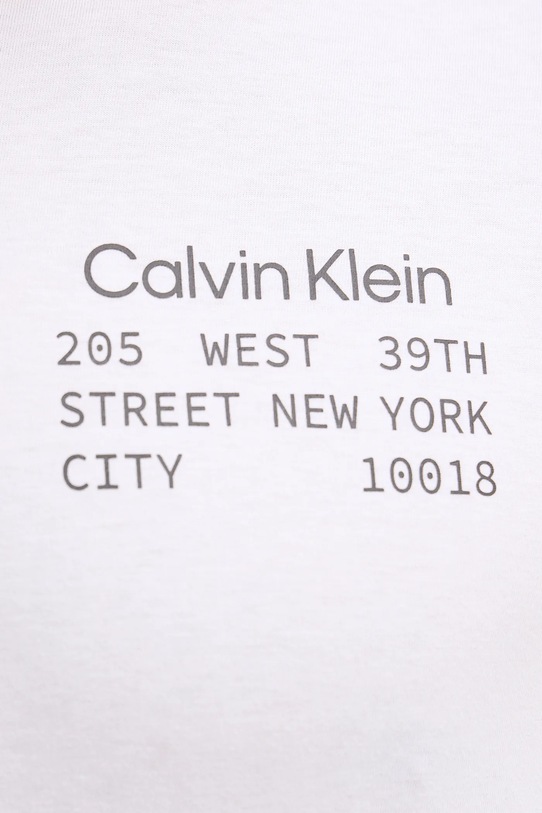 Calvin Klein
205 WEST 39TH
STREET NEW YORK
CITY 10018